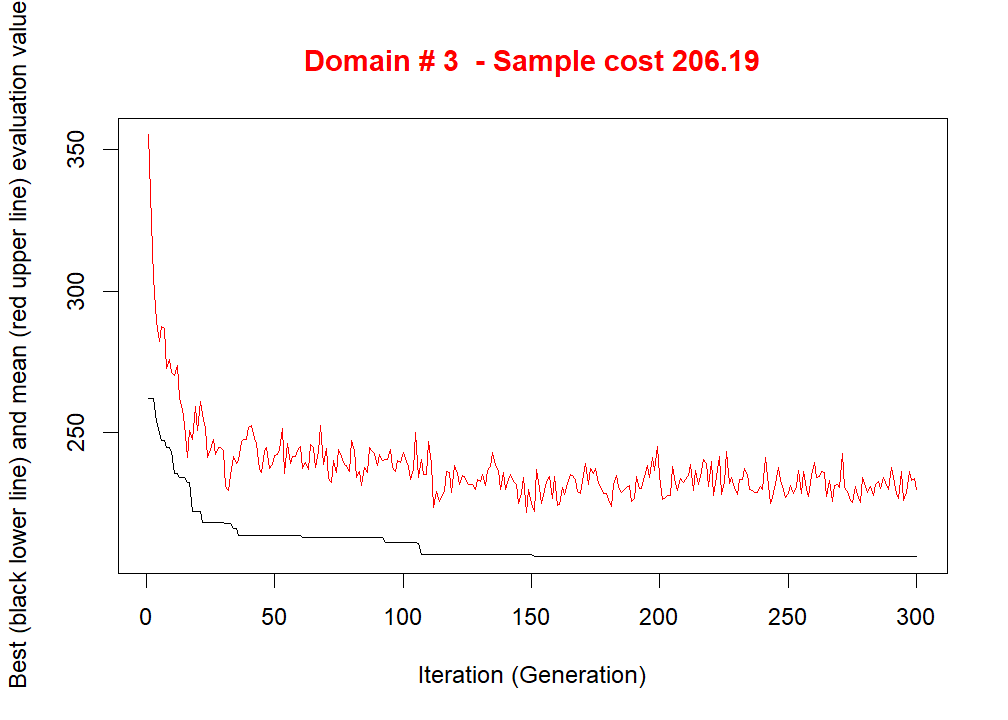 Domain # 3  - Sample cost 206.19
Best (black lower line) and mean (red upper line) evaluation value
350
300
250
0 50 100 150 200 250 300
Iteration (Generation)